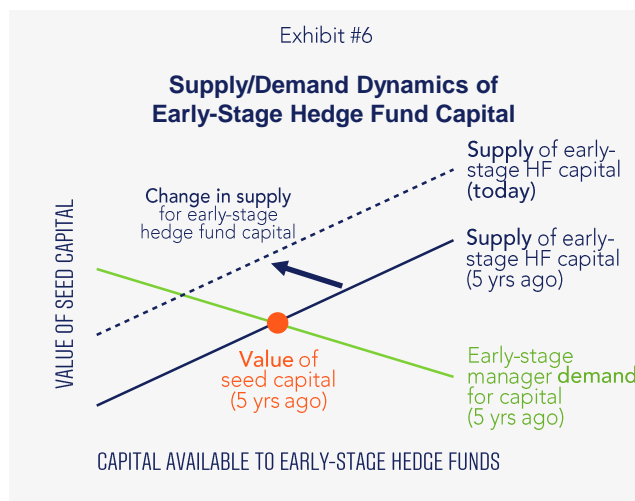 Exhibit #6
Supply/Demand Dynamics of
Early-Stage Hedge Fund Capital
Supply of early-
stage HF capital
(today)
Change in supply
for early-stage
hedge fund capital
Supply of early-
stage HF capital
(5 yrs ago)
VALUE OF SEED CAPITAL
Value of
seed capital
(5 yrs ago)
Early-stage
manager demand
for capital
(5 yrs ago)
CAPITAL AVAILABLE TO EARLY-STAGE HEDGE FUNDS